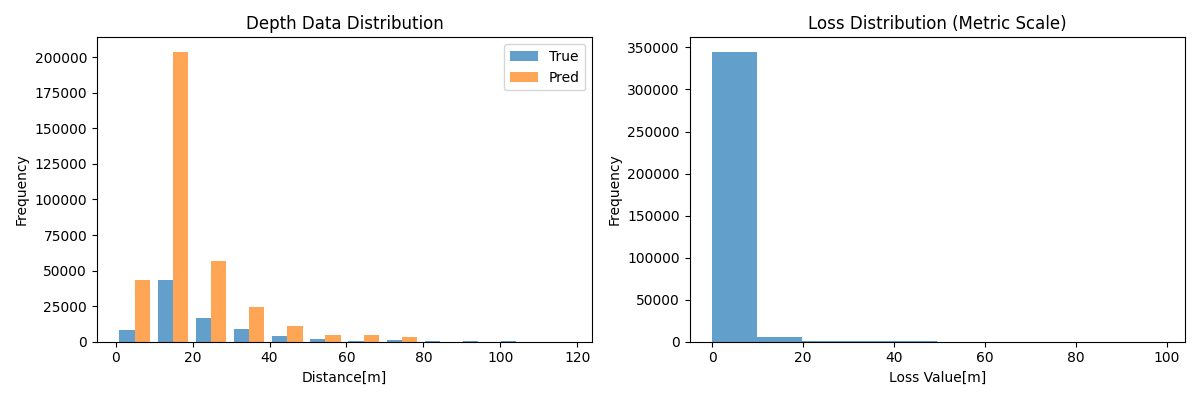 Depth Data Distribution
True
Pred
200000
175000
150000
125000
100000
75000
50000
25000
0
Frequency
0 20 40 60 80 100 120
Distance[m]
Loss Distribution (Metric Scale)
350000
300000
250000
200000
150000
100000
50000
0
Frequency
0 20 40 60 80 100
Loss Value[m]